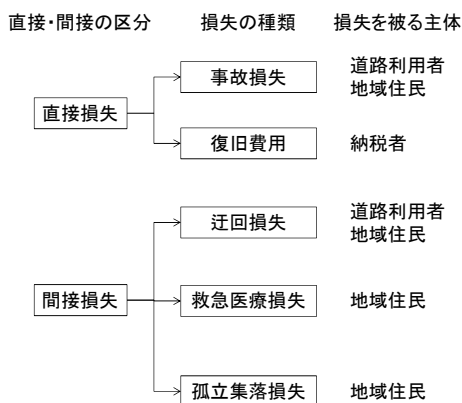 直接・間接の区分 損失の種類 損失を被る主体
直接損失
事故損失
道路利用者
地域住民
復旧費用
納税者
間接損失
迂回損失
道路利用者
地域住民
救急医療損失
地域住民
孤立集落損失
地域住民